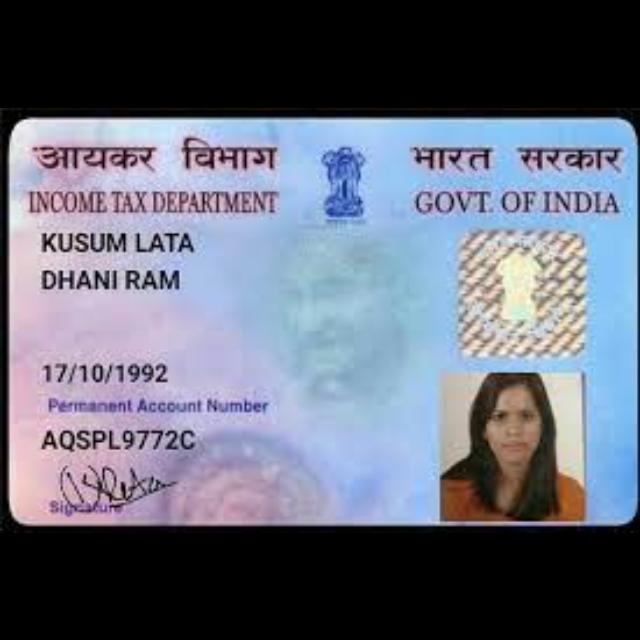 आयकर विभाग
भारत सरकार
INCOME TAX DEPARTMENT
GOVT. OF INDIA
KUSUM LATA
DHANI RAM
17/10/1992
Permanent Account Number
AQSPL9772C
Signature